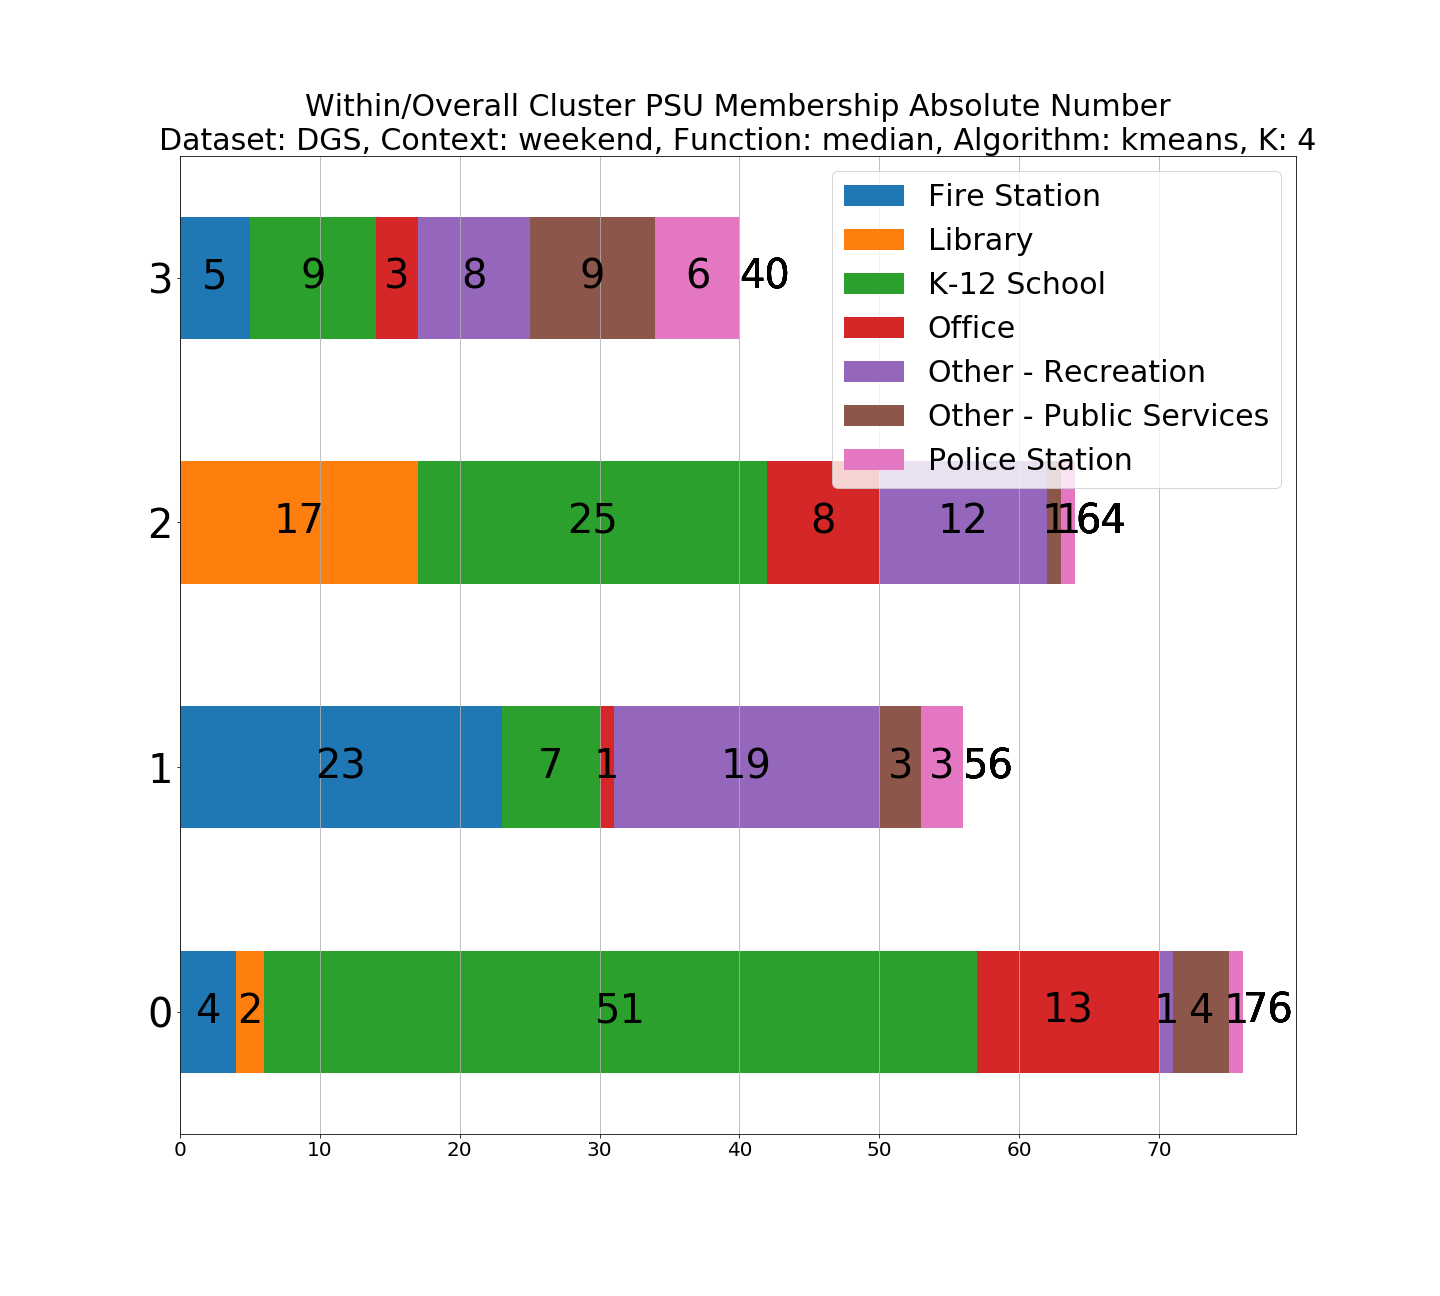 Within/Overall Cluster PSU Membership Absolute Number
Dataset: DGS, Context: weekend, Function: median, Algorithm: kmeans, K: 4
Fire Station
Library
K-12 School
Office
Other - Recreation
Other - Public Services
Police Station
3 5 9 3 8 9 6 40
2 17 25 8 12 1 1 64
1 23 7 1 19 3 3 56
0 4 2 51 13 1 4 1 76
0 10 20 30 40 50 60 70